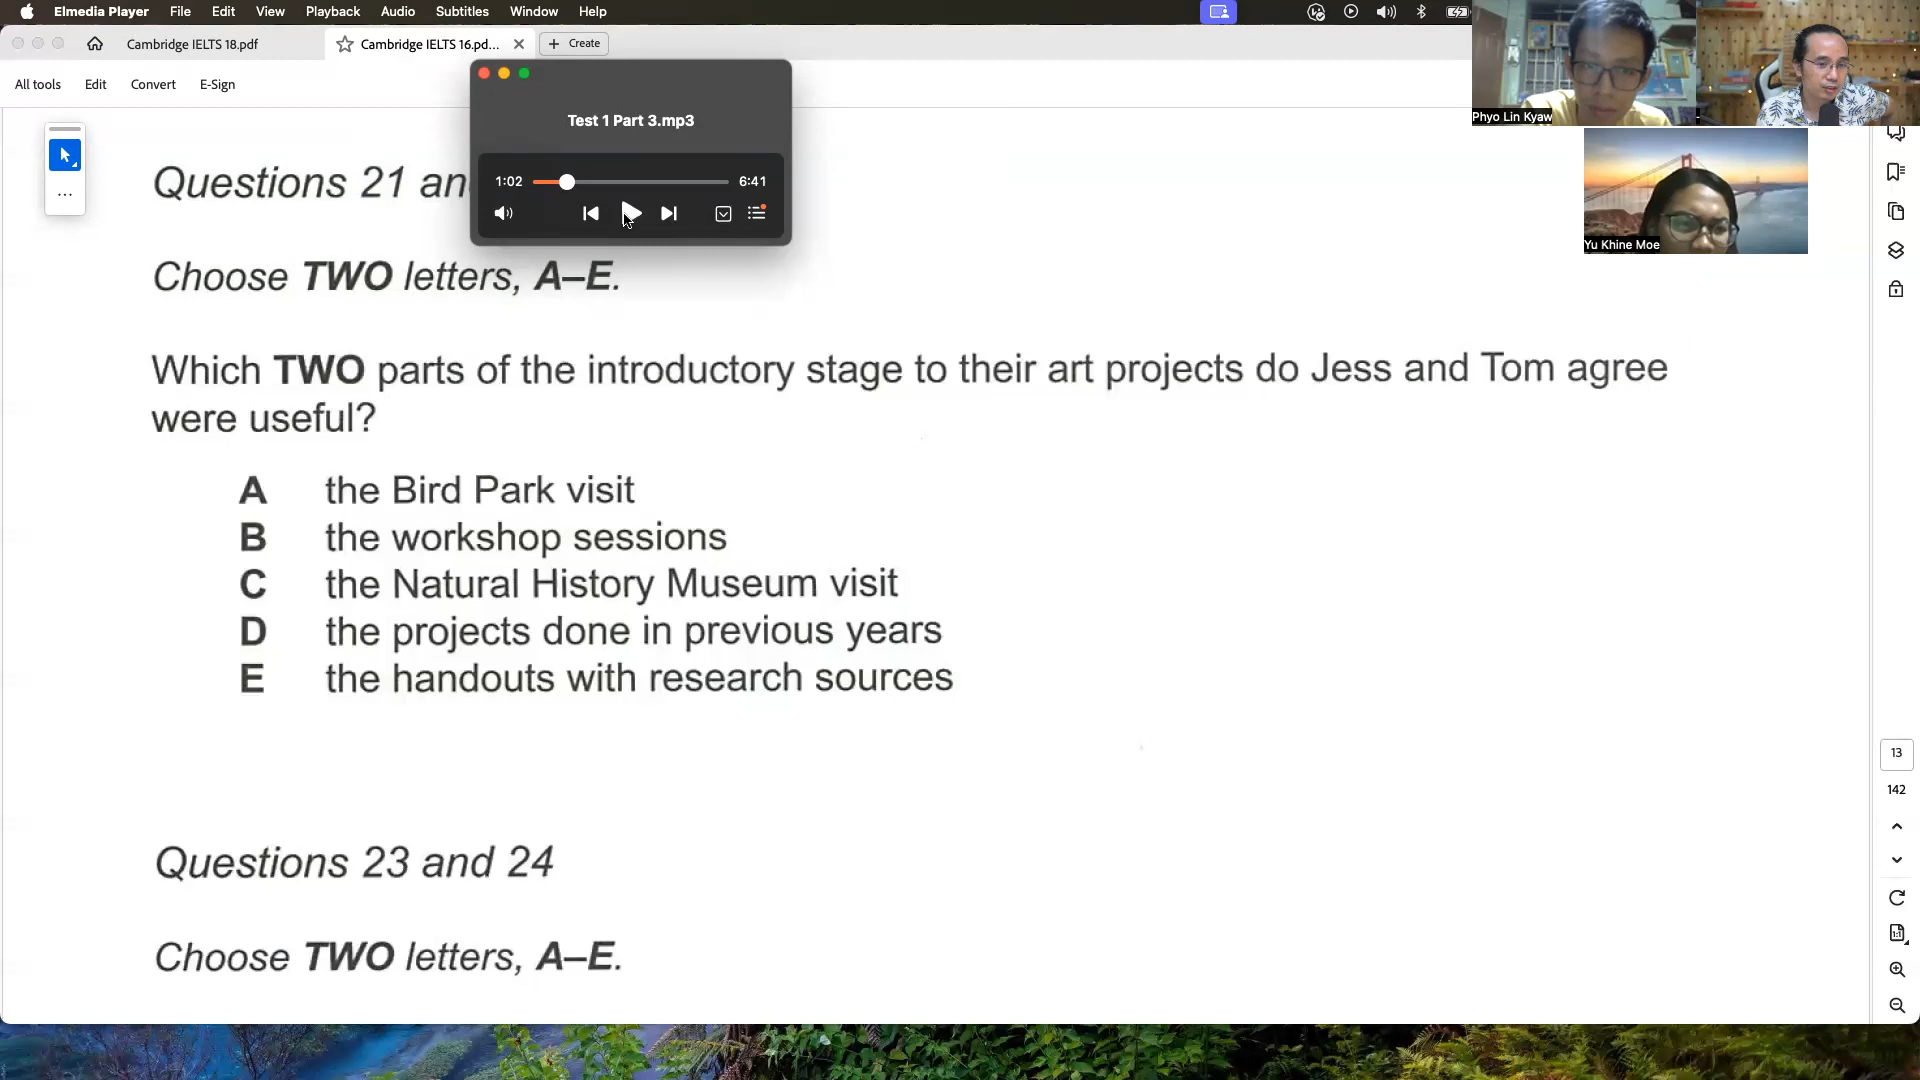 Elmedia Player File Edit View Playback Audio Subtitles Window Help
Cambridge IELTS 18.pdf
Cambridge IELTS 16.pd...
Create
All tools Edit Convert E-Sign
Test 1 Part 3.mp3
1:02 6:41
Phyo Lin Kyaw
Yu Khine Moe
Questions 21 an
Choose TWO letters, A–E.
Which TWO parts of the introductory stage to their art projects do Jess and Tom agree
were useful?
A the Bird Park visit
B the workshop sessions
C the Natural History Museum visit
D the projects done in previous years
E the handouts with research sources
Questions 23 and 24
Choose TWO letters, A–E.
13
142